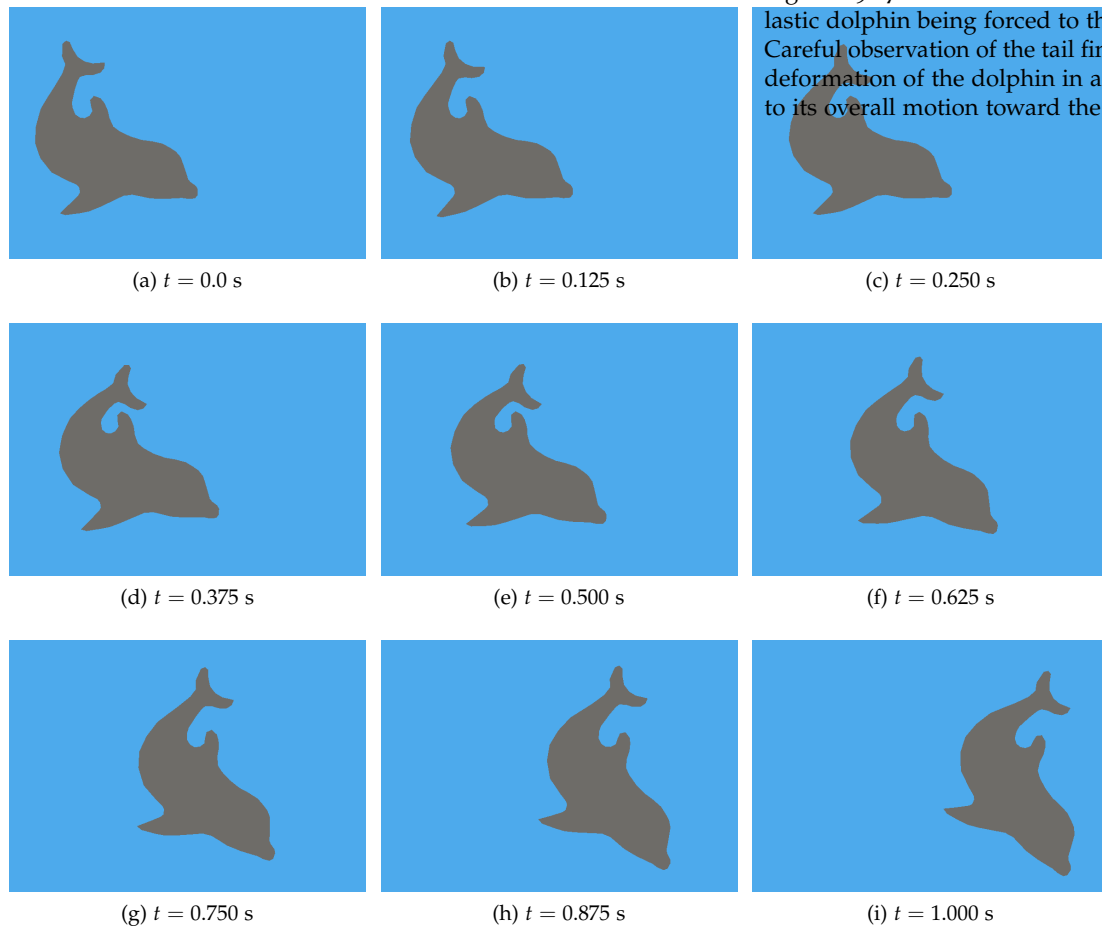 lastic dolphin being forced to th
Careful observation of the tail fin
deformation of the dolphin in a
to its overall motion toward the
(a) t = 0.0 s
(b) t = 0.125 s
(c) t = 0.250 s
(d) t = 0.375 s
(e) t = 0.500 s
(f) t = 0.625 s
(g) t = 0.750 s
(h) t = 0.875 s
(i) t = 1.000 s